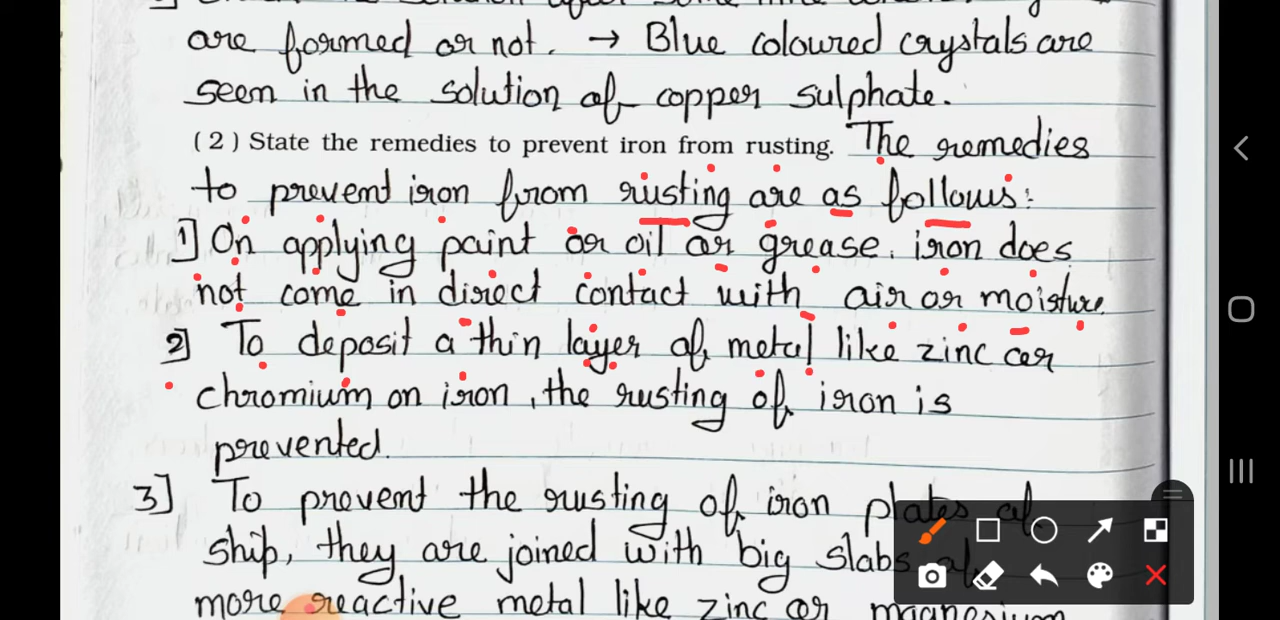 are formed or not. → Blue coloured crystals are
seen in the solution of copper sulphate.
(2) State the remedies to prevent iron from rusting. The remedies
to prevent iron from rusting are as follows:
1] On applying paint or oil or grease. iron does
not come in direct contact with air or moisture.
2] To deposit a thin layer of metal like zinc or
chromium on iron, the rusting of iron is
prevented.
3] To prevent the rusting of iron plates of
ship, they are joined with big slabs of
more reactive metal like zinc or magnesium